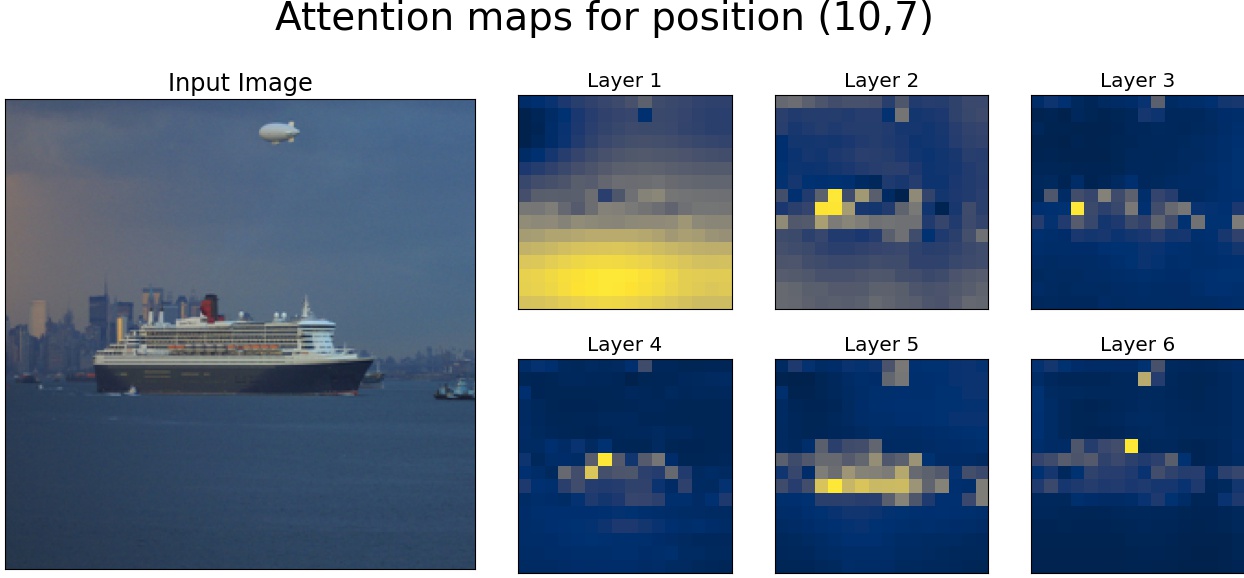 Attention maps for position (10,7)
Input Image
Layer 1
Layer 2
Layer 3
Layer 4
Layer 5
Layer 6